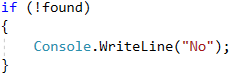 if (!found)
{
    Console.WriteLine("No");
}